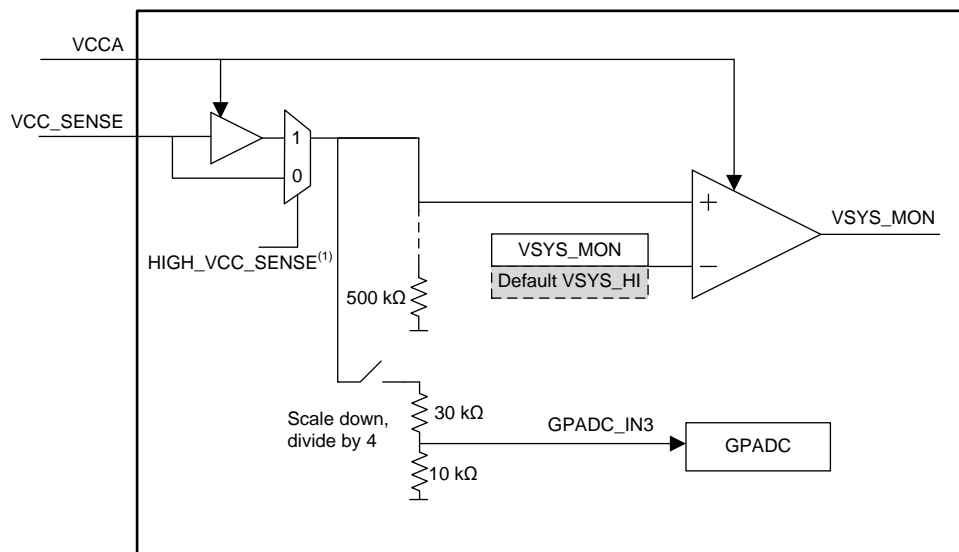 VCCA
VCC_SENSE
1
0
HIGH_VCC_SENSE(1)
+
VSYS_MON
VSYS_MON
Default VSYS_HI
–
500 kΩ
Scale down,
divide by 4
30 kΩ
GPADC_IN3
GPADC
10 kΩ